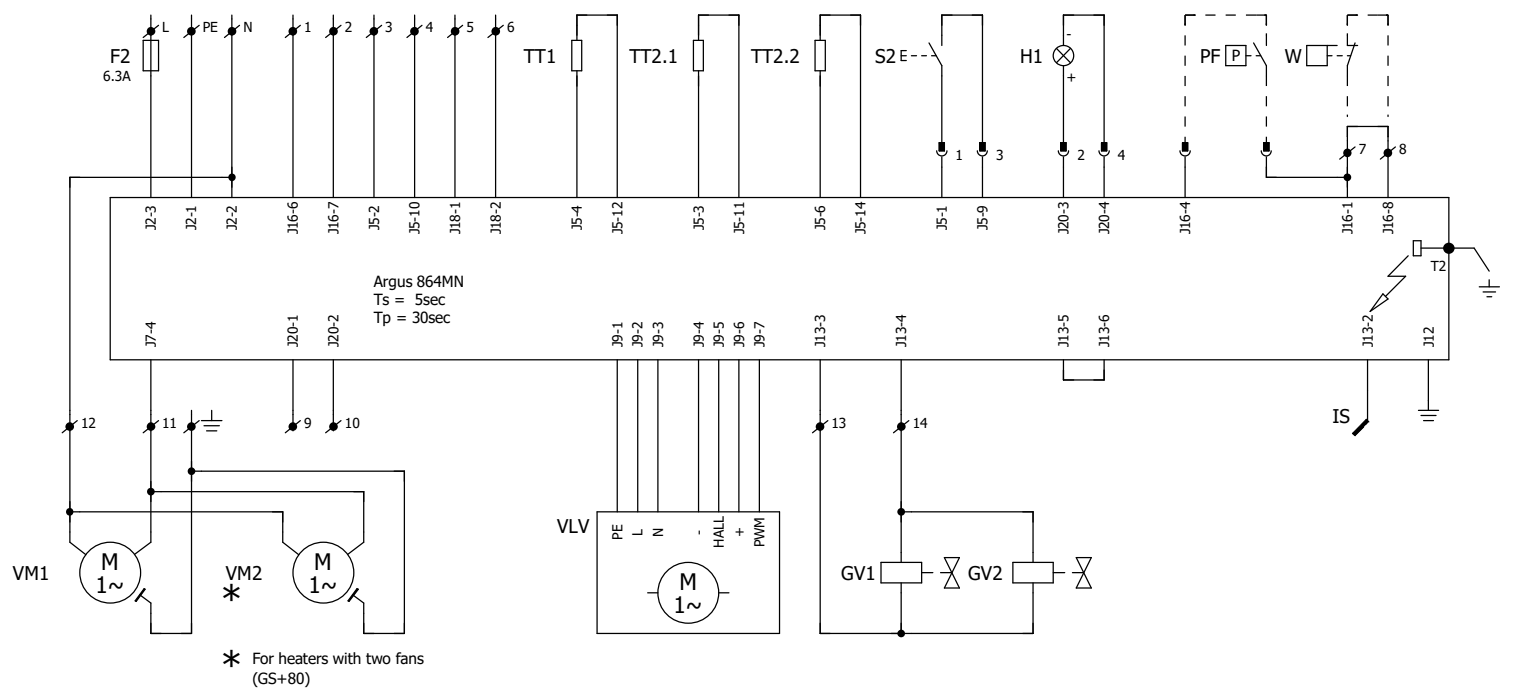 L PE N 1 2 3 4 5 6
F2
6.3A
TT1 TT2.1 TT2.2 S2 E H1 - + PF P W
1 3 2 4 7 8
J2-3 J2-1 J2-2 J16-6 J16-7 J5-2 J5-10 J18-1 J18-2 J5-4 J5-12 J5-3 J5-11 J5-6 J5-14 J5-1 J5-9 J20-3 J20-4 J16-4 J16-1 J16-8
T2
Argus 864MN
Ts = 5sec
Tp = 30sec
J7-4 J20-1 J20-2 J9-1 J9-2 J9-3 J9-4 J9-5 J9-6 J9-7 J13-3 J13-4 J13-5 J13-6 J13-2 J12
12 11 9 10 13 14 IS
VLV PE L N - HALL + PWM
VM1 M
1~
VM2 M
1~
*
M
1~
GV1 GV2
* For heaters with two fans
(GS+80)